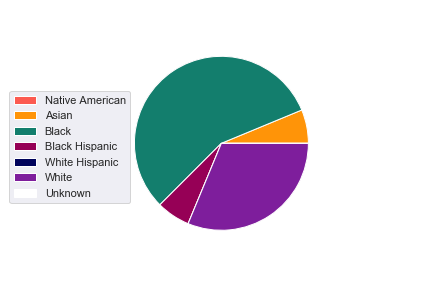 Native American
Asian
Black
Black Hispanic
White Hispanic
White
Unknown